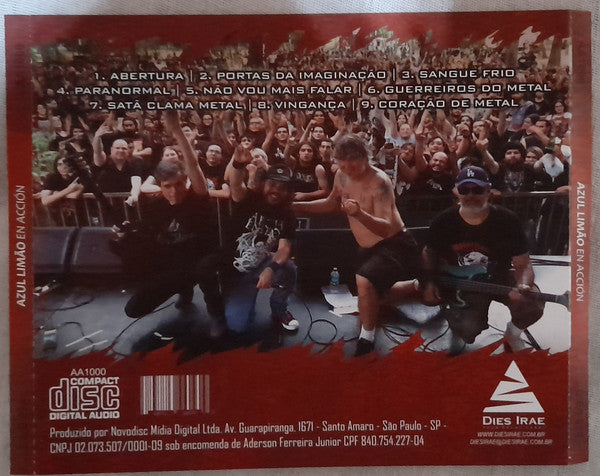 1. ABERTURA | 2. PORTAS DA IMAGINAÇÃO | 3. SANGUE FRIO
4. PARANORMAL | 5. NÃO VOU MAIS FALAR | 6. GUERREIROS DO METAL
7. SATÃ CLAMA METAL | 8. VINGANÇA | 9. CORAÇÃO DE METAL
AZUL LIMÃO EN ACCIÓN
AZUL LIMÃO EN ACCIÓN
AA1000
COMPACT
disc
DIGITAL AUDIO
DIES IRAE
WWW.DIESIRAE.COM.BR
DIESIRAE@DIESIRAE.COM.BR
Produzido por Novodisc Mídia Digital Ltda. Av. Guarapiranga, 1671 - Santo Amaro - São Paulo - SP -
CNPJ 02.073.507/0001-09 sob encomenda de Aderson Ferreira Junior CPF 840.754.227-04